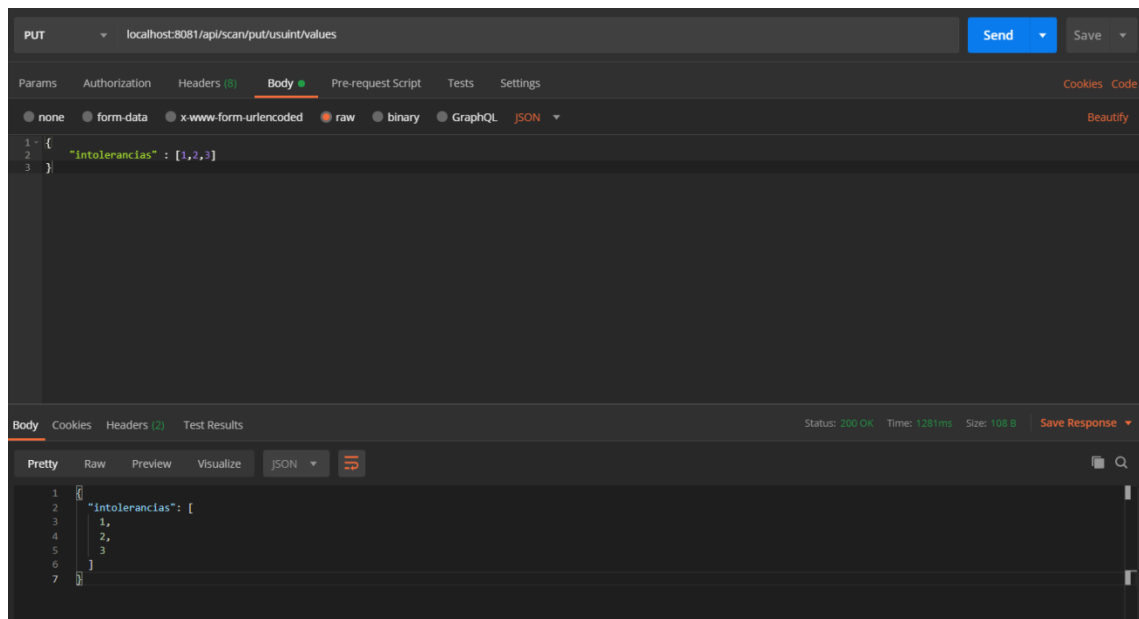 PUT localhost:8081/api/scan/put/usuint/values Send Save
Params Authorization Headers (8) Body Pre-request Script Tests Settings Cookies Code
none form-data x-www-form-urlencoded raw binary GraphQL JSON Beautify
1 {
2 "intolerancias" : [1,2,3]
3 }
Body Cookies Headers (2) Test Results Status: 200 OK Time: 1281ms Size: 108 B Save Response
Pretty Raw Preview Visualize JSON
1 {
2 "intolerancias": [
3 1,
4 2,
5 3
6 ]
7 }